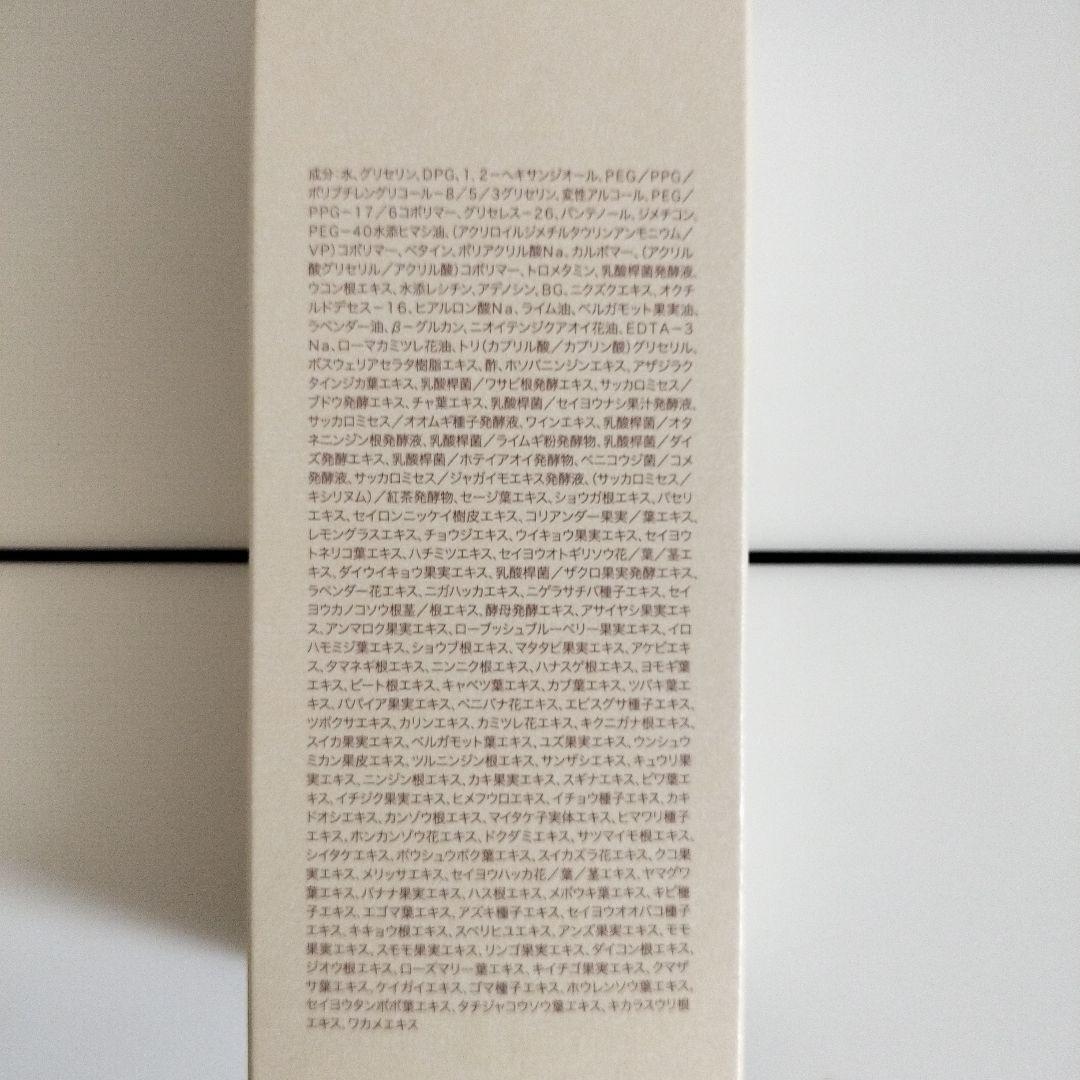 成分:水、グリセリン、DPG、1，2－ヘキサンジオール、PEG／PPG／
ポリブチレングリコール－8／5／3グリセリン、変性アルコール、PEG／
PPG－17／6コポリマー、グリセレス－26、パンテノール、ジメチコン、
PEG－40水添ヒマシ油、（アクリロイルジメチルタウリンアンモニウム／
VP）コポリマー、ベタイン、ポリアクリル酸Na、カルボマー、（アクリル
酸グリセリル／アクリル酸）コポリマー、トロメタミン、乳酸桿菌発酵液、
ウコン根エキス、水添レシチン、アデノシン、BG、ニクズクエキス、オクチ
ルドデセス－16、ヒアルロン酸Na、ライム油、ベルガモット果実油、
ラベンダー油、β－グルカン、ニオイテンジクアオイ花油、EDTA－3
Na、ローマカミツレ花油、トリ（カプリル酸／カプリン酸）グリセリル、
ボスウェリアセラタ樹脂エキス、酢、ホソバニンジンエキス、アザジラク
タインジカ葉エキス、乳酸桿菌／ワサビ根発酵エキス、サッカロミセス／
ブドウ発酵エキス、チャ葉エキス、乳酸桿菌／セイヨウナシ果汁発酵液、
サッカロミセス／オオムギ種子発酵液、ワインエキス、乳酸桿菌／オタ
ネニンジン根発酵液、乳酸桿菌／ライムギ粉発酵物、乳酸桿菌／ダイ
ズ発酵エキス、乳酸桿菌／ホテイアオイ発酵物、ベニコウジ菌／コメ
発酵液、サッカロミセス／ジャガイモエキス発酵液、（サッカロミセス／
キシリヌム）／紅茶発酵物、セージ葉エキス、ショウガ根エキス、パセリ
エキス、セイロンニッケイ樹皮エキス、コリアンダー果実／葉エキス、
レモングラスエキス、チョウジエキス、ウイキョウ果実エキス、セイヨウ
トネリコ葉エキス、ハチミツエキス、セイヨウオトギリソウ花／葉／茎エ
キス、ダイウイキョウ果実エキス、乳酸桿菌／ザクロ果実発酵エキス、
ラベンダー花エキス、ニガハッカエキス、ニゲラサチバ種子エキス、セイ
ヨウカノコソウ根茎／根エキス、酵母発酵エキス、アサイヤシ果実エキ
ス、アンマロク果実エキス、ローブッシュブルーベリー果実エキス、イロ
ハモミジ葉エキス、ショウブ根エキス、マタタビ果実エキス、アケビエキ
ス、タマネギ根エキス、ニンニク根エキス、ハナスゲ根エキス、ヨモギ葉
エキス、ビート根エキス、キャベツ葉エキス、カブ葉エキス、ツバキ葉エ
キス、パパイア果実エキス、ベニバナ花エキス、エビスグサ種子エキス、
ツボクサエキス、カリンエキス、カミツレ花エキス、キクニガナ根エキス、
スイカ果実エキス、ベルガモット葉エキス、ユズ果実エキス、ウンシュウ
ミカン果皮エキス、ツルニンジン根エキス、サンザシエキス、キュウリ果
実エキス、ニンジン根エキス、カキ果実エキス、スギナエキス、ビワ葉エ
キス、イチジク果実エキス、ヒメフウロエキス、イチョウ種子エキス、カキ
ドオシエキス、カンゾウ根エキス、マイタケ子実体エキス、ヒマワリ種子
エキス、ホンカンゾウ花エキス、ドクダミエキス、サツマイモ根エキス、
シイタケエキス、ボウシュウボク葉エキス、スイカズラ花エキス、クコ果
実エキス、メリッサエキス、セイヨウハッカ花／葉／茎エキス、ヤマグワ
葉エキス、バナナ果実エキス、ハス根エキス、メボウキ葉エキス、キビ種
子エキス、エゴマ葉エキス、アズキ種子エキス、セイヨウオオバコ種子
エキス、キキョウ根エキス、スベリヒユエキス、アンズ果実エキス、モモ
果実エキス、スモモ果実エキス、リンゴ果実エキス、ダイコン根エキス、
ジオウ根エキス、ローズマリー葉エキス、キイチゴ果実エキス、クマザ
サ葉エキス、ケイガイエキス、ゴマ種子エキス、ホウレンソウ葉エキス、
セイヨウタンポポ葉エキス、タチジャコウソウ葉エキス、キカラスウリ根
エキス、ワカメエキス